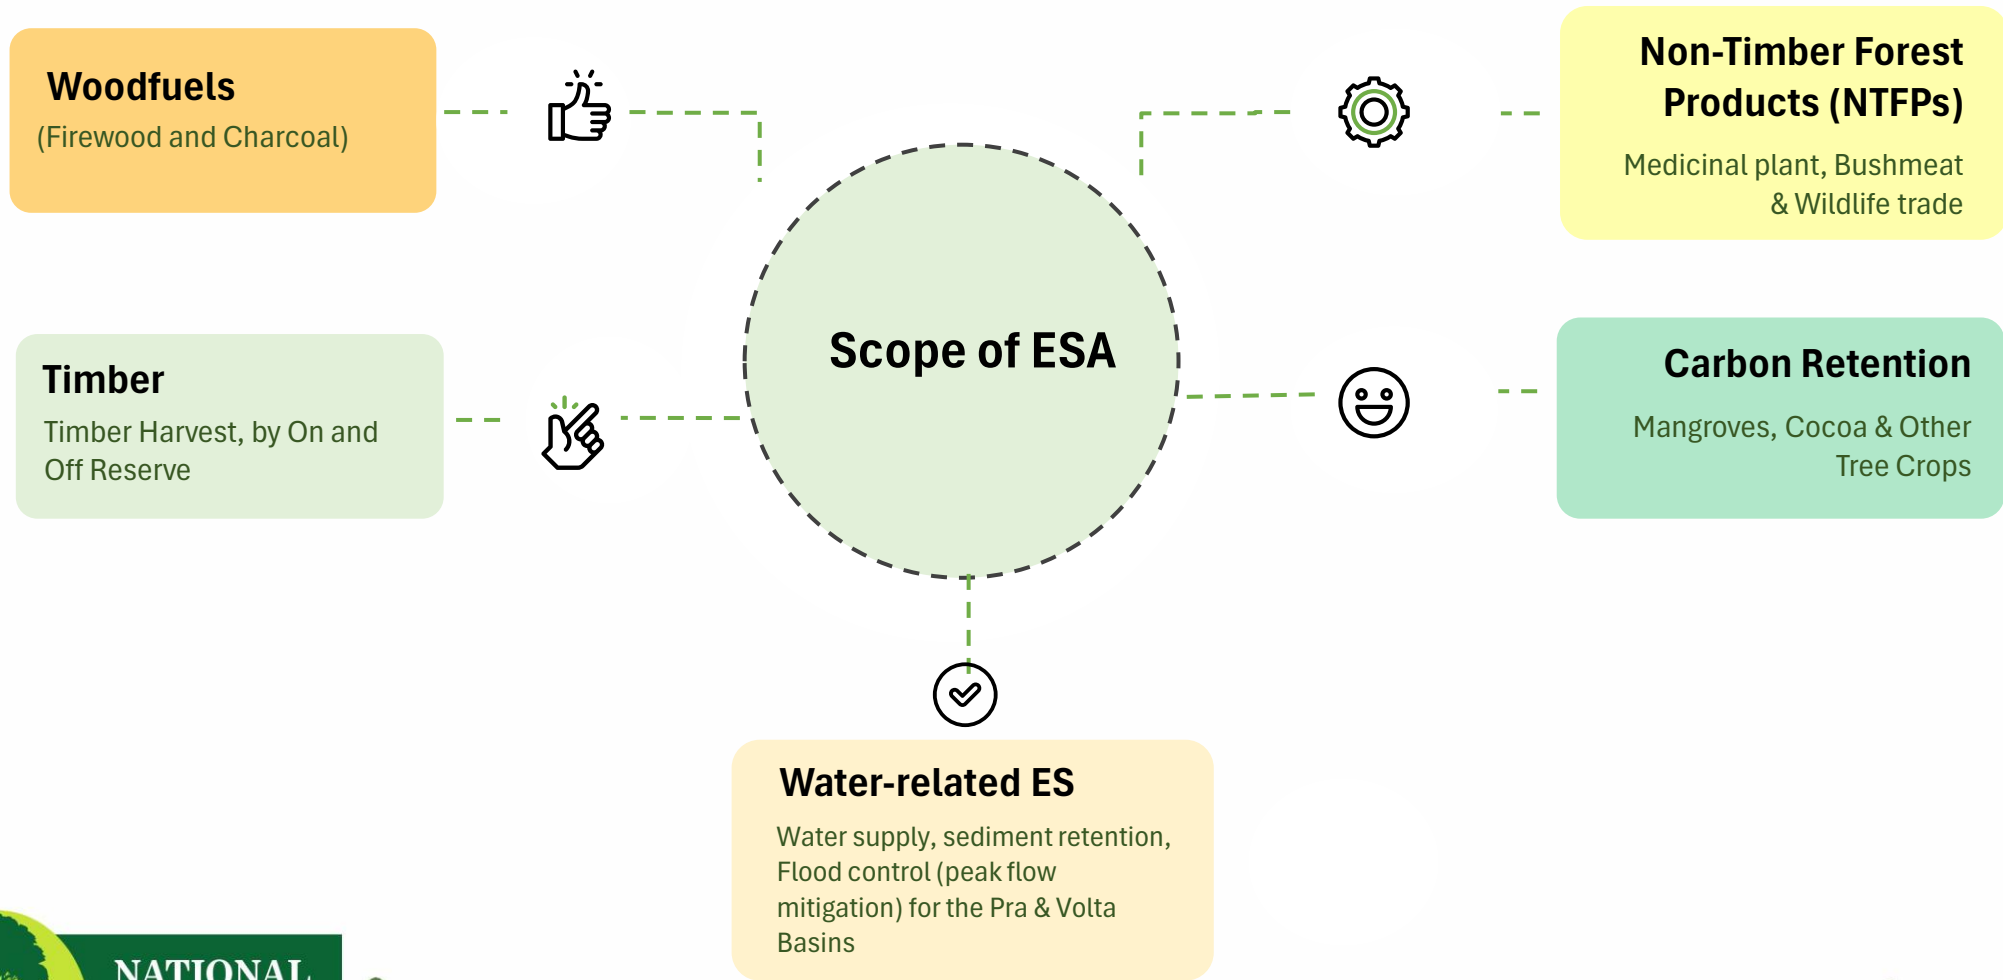 Woodfuels
(Firewood and Charcoal)
Non-Timber Forest
Products (NTFPs)
Medicinal plant, Bushmeat
& Wildlife trade
Scope of ESA
Timber
Timber Harvest, by On and
Off Reserve
Carbon Retention
Mangroves, Cocoa & Other
Tree Crops
Water-related ES
Water supply, sediment retention,
Flood control (peak flow
mitigation) for the Pra & Volta
Basins
NATIONAL